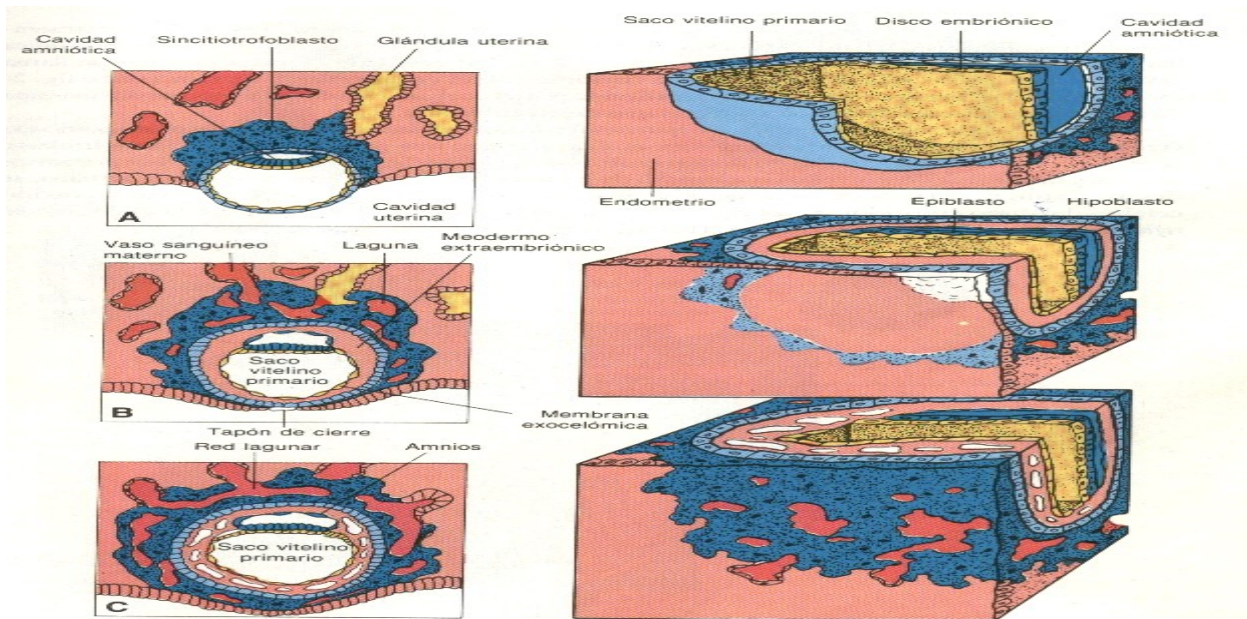 Cavidad
amniótica
Sincitiotrofoblasto
Glándula uterina
Saco vitelino primario
Disco embriónico
Cavidad
amniótica
A
Cavidad
uterina
Endometrio
Epiblasto
Hipoblasto
Vaso sanguíneo
materno
Laguna
Meodermo
extraembriónico
Saco
vitelino
primario
B
Tapón de cierre
Membrana
exocelómica
Red lagunar
Amnios
Saco vitelino
primario
C